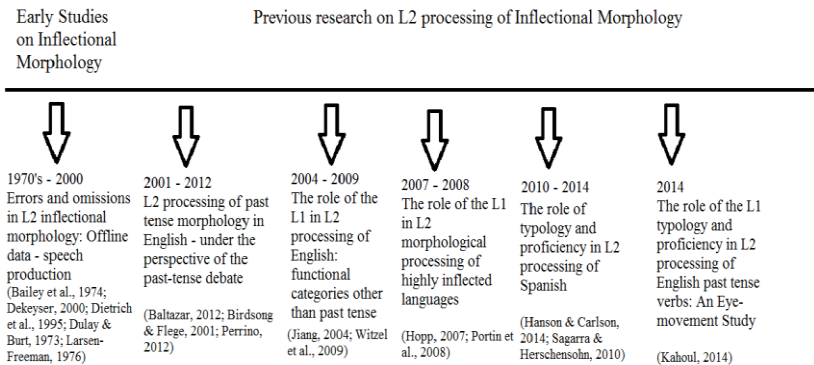 Early Studies
on Inflectional
Morphology
Previous research on L2 processing of Inflectional Morphology
1970's - 2000
Errors and omissions
in L2 inflectional
morphology: Offline
data - speech
production
(Bailey et al., 1974;
Dekeyser, 2000; Dietrich
et al., 1995; Dulay &
Burt, 1973; Larsen-
Freeman, 1976)
2001 - 2012
L2 processing of past
tense morphology in
English - under the
perspective of the
past-tense debate
(Baltazar, 2012; Birdsong
& Flege, 2001; Perrino,
2012)
2004 - 2009
The role of the
L1 in L2
processing of
English:
functional
categories other
than past tense
(Jiang, 2004; Witzel
et al., 2009)
2007 - 2008
The role of the L1
in L2
morphological
processing of
highly inflected
languages
(Hopp, 2007; Portin et
al., 2008)
2010 - 2014
The role of
typology and
proficiency in L2
processing of
Spanish
(Hanson & Carlson,
2014; Sagarra &
Herschensohn, 2010)
2014
The role of the L1
typology and
proficiency in L2
processing of
English past tense
verbs: An Eye-
movement Study
(Kahoul, 2014)